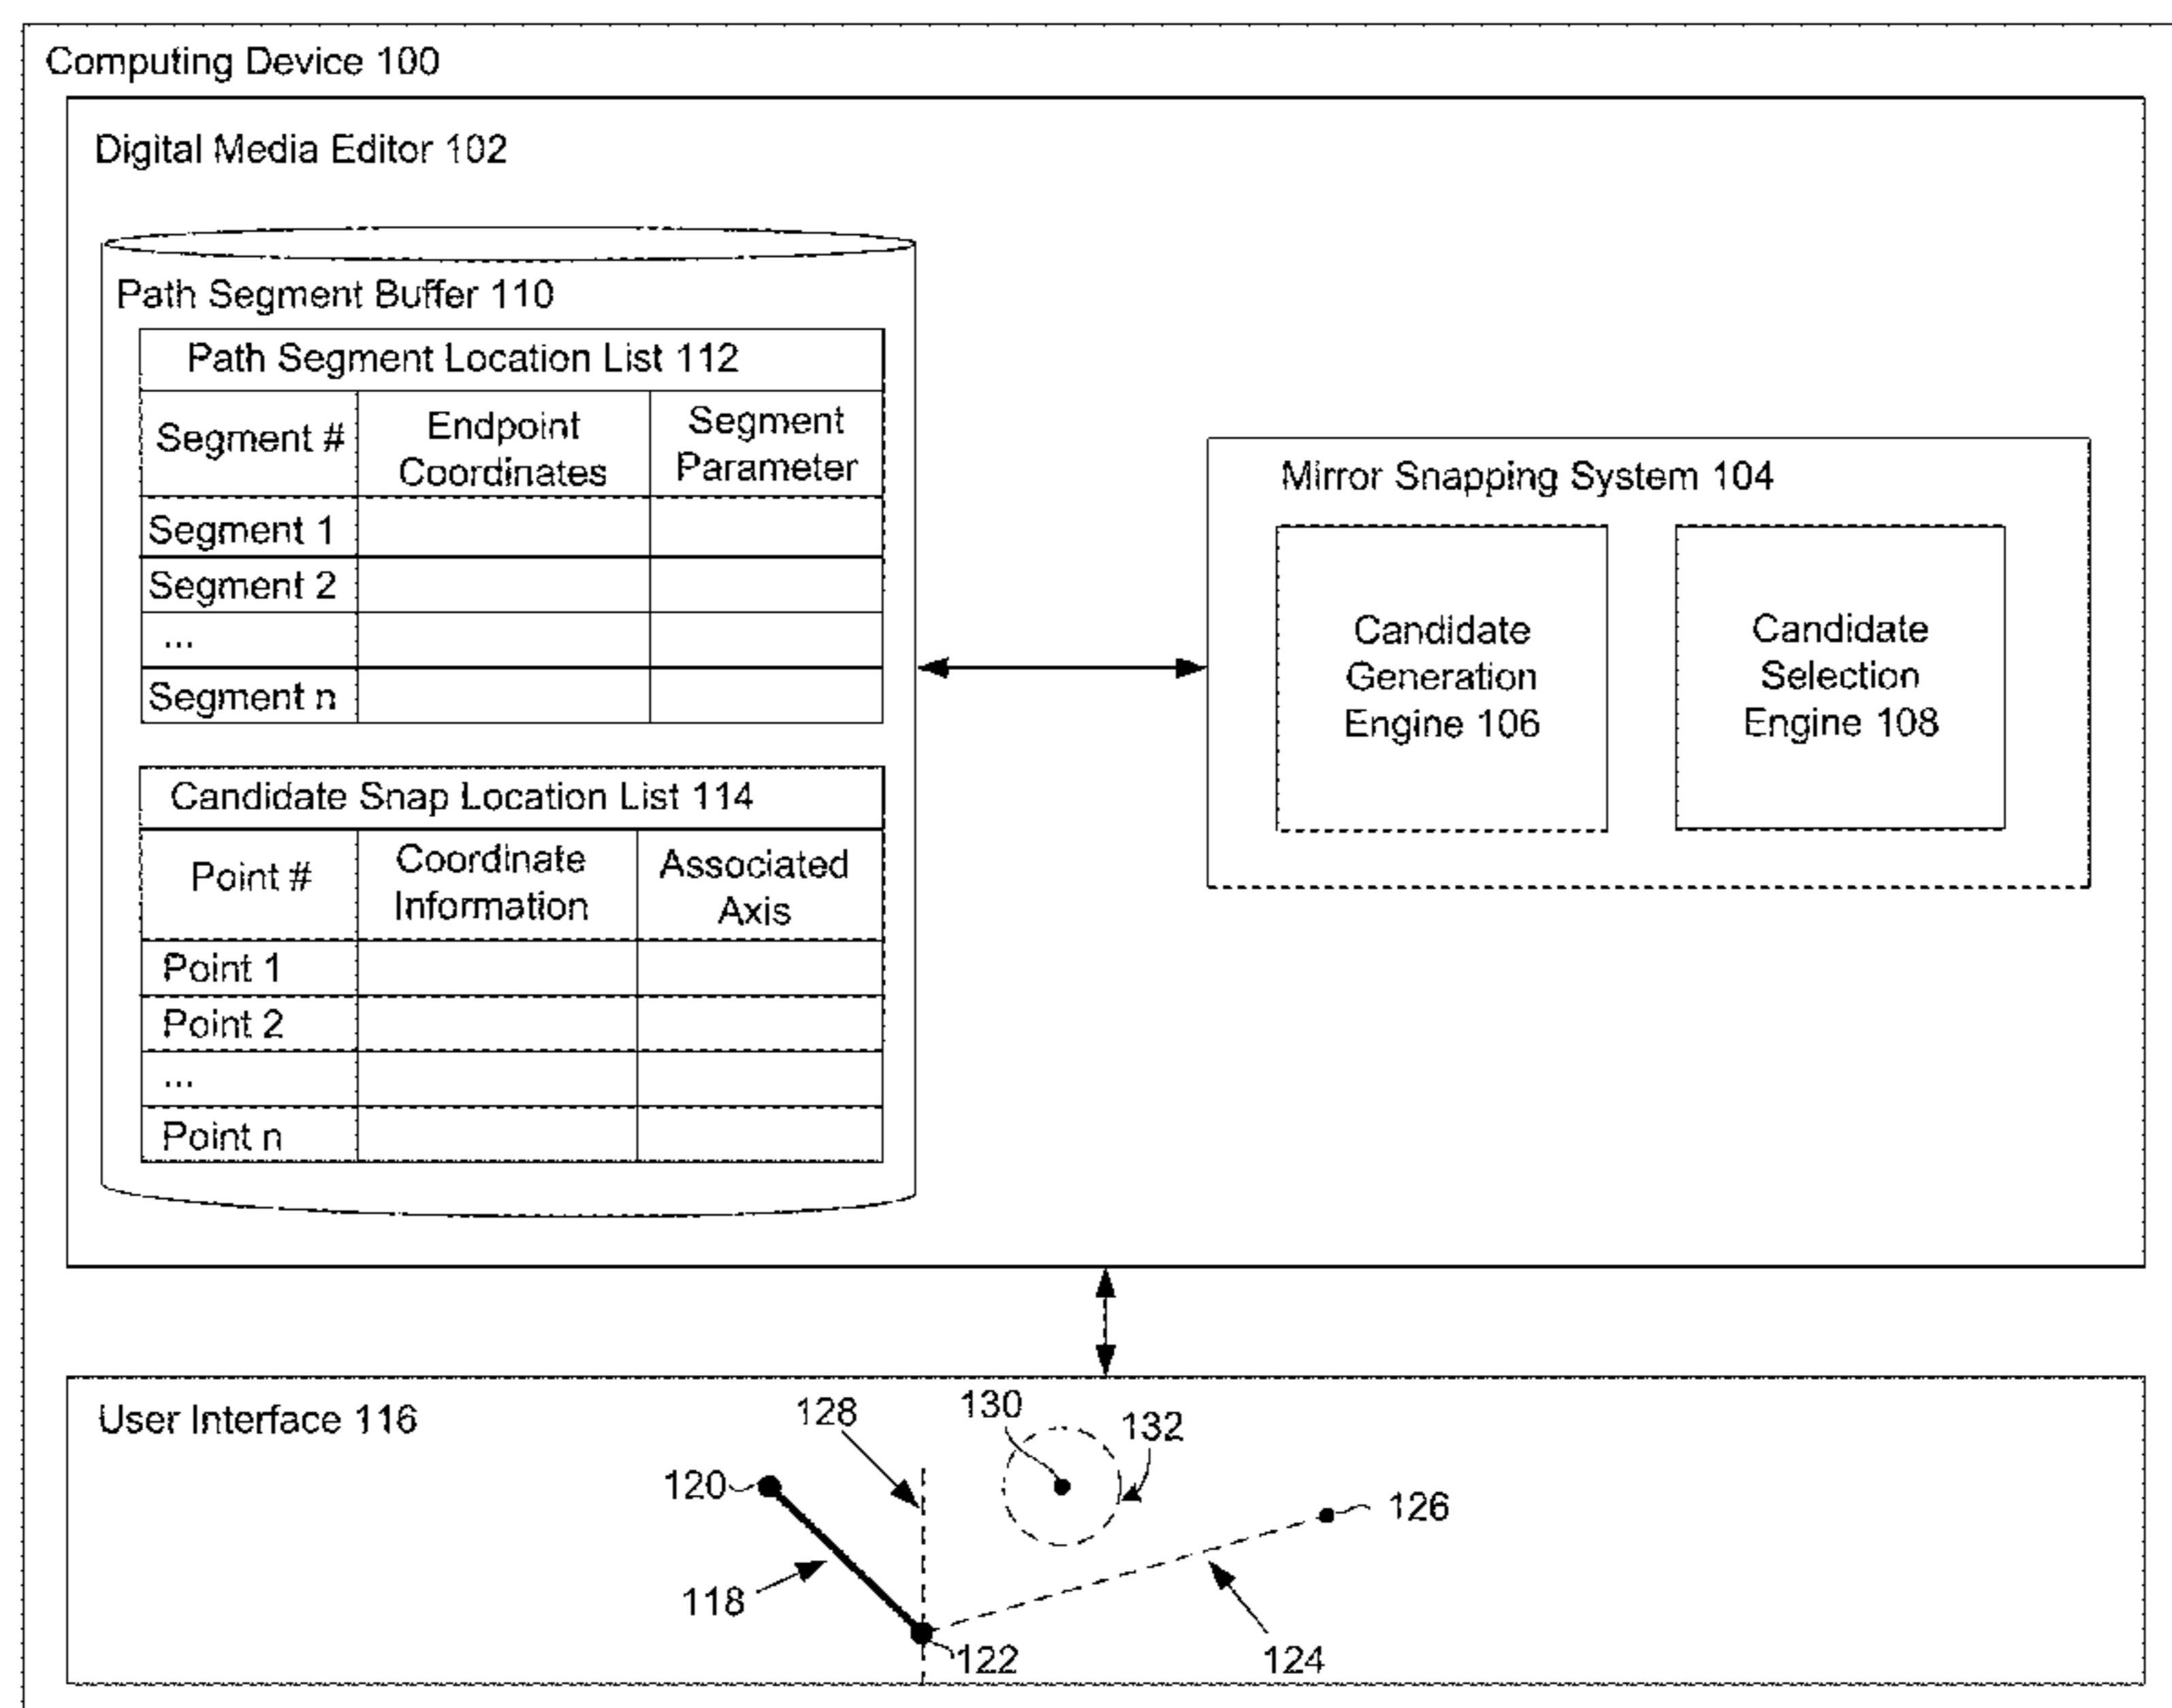 Computing Device 100
Digital Media Editor 102
Path Segment Buffer 110
Path Segment Location List 112
Segment #
Endpoint
Coordinates
Segment
Parameter
Segment 1
Segment 2
...
Segment n
Candidate Snap Location List 114
Point #
Coordinate
Information
Associated
Axis
Point 1
Point 2
...
Point n
Mirror Snapping System 104
Candidate
Generation
Engine 106
Candidate
Selection
Engine 108
User Interface 116
128
130
132
120
126
118
122
124